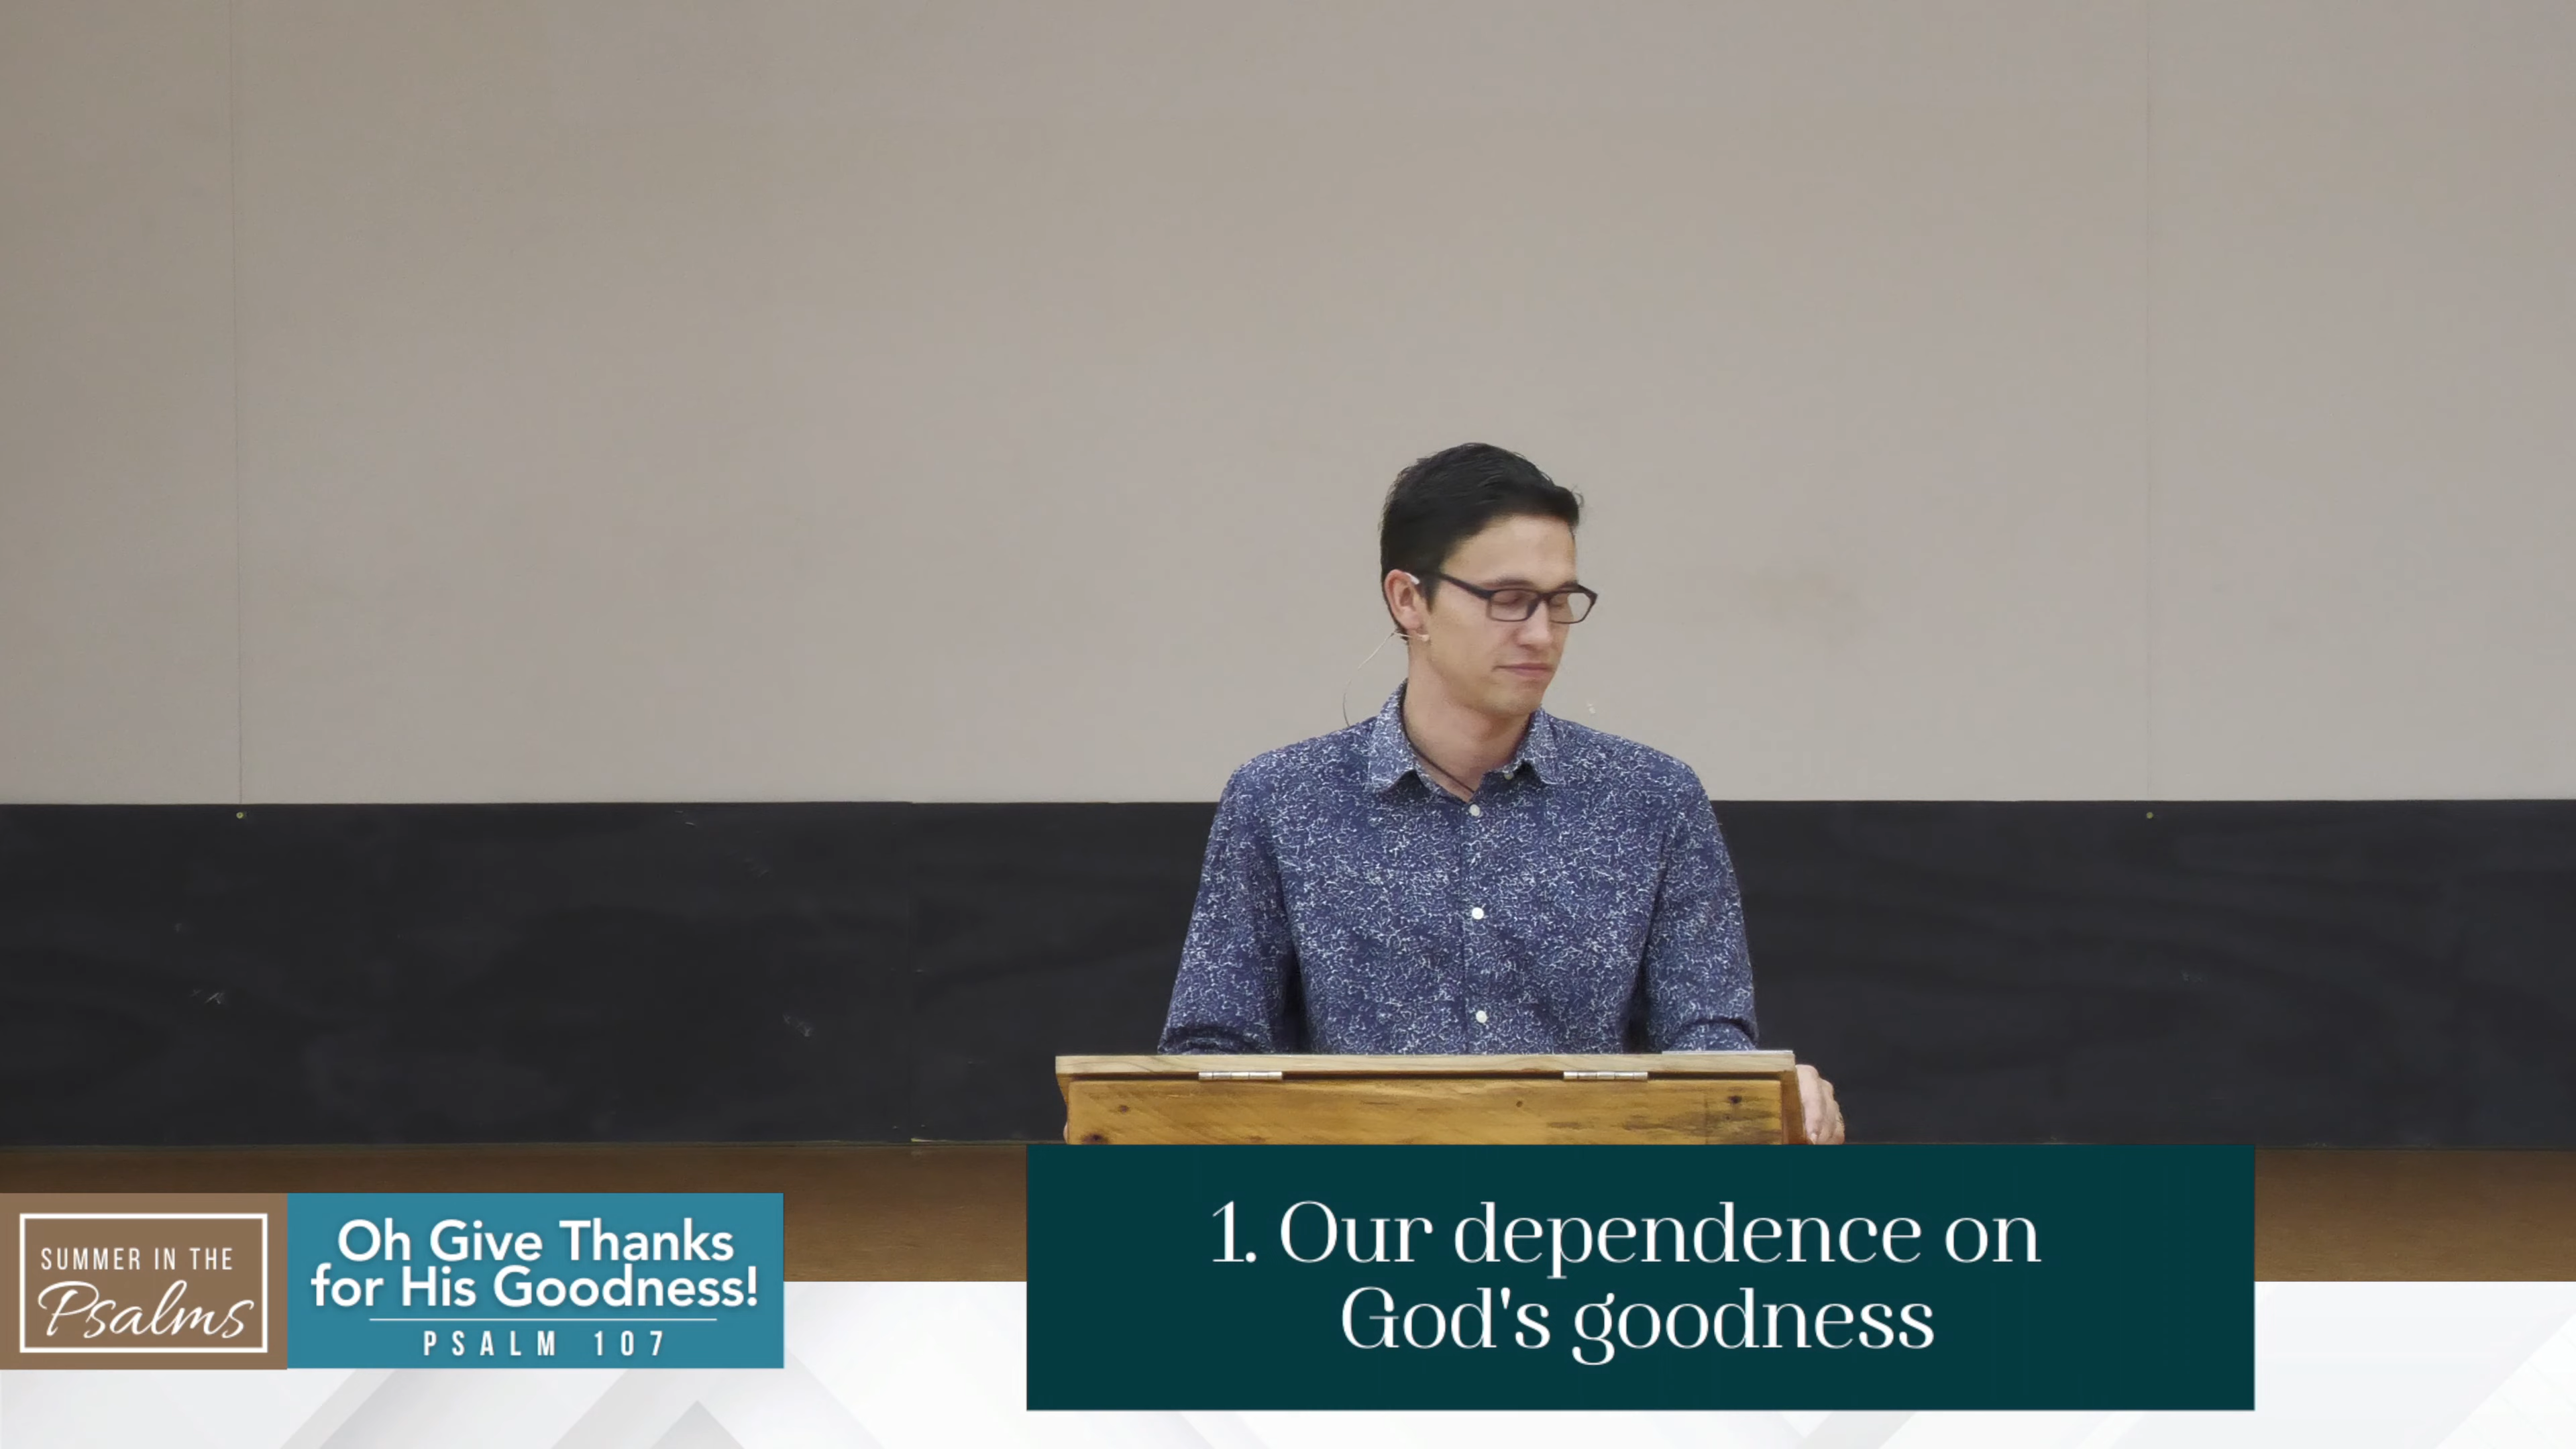 SUMMER IN THE
Psalms
Oh Give Thanks
for His Goodness!
PSALM 107
1. Our dependence on
God's goodness